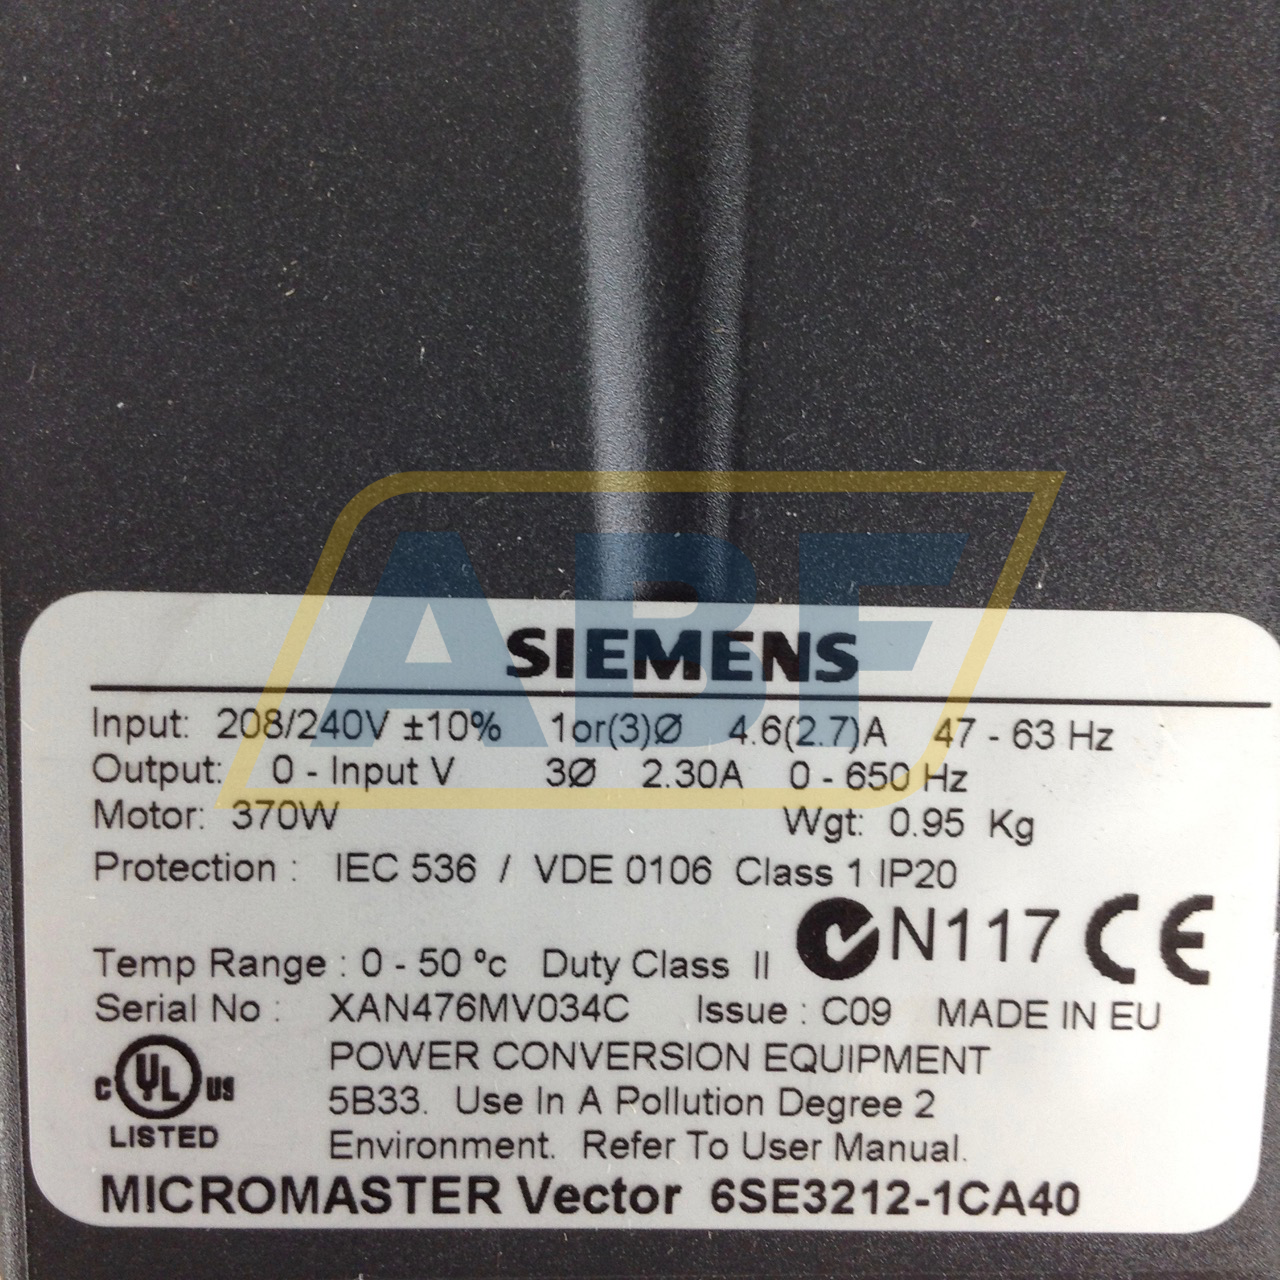 ABF
SIEMENS
Input: 208/240V ±10% 1or(3)Ø 4.6(2.7)A 47 - 63 Hz
Output: 0 - Input V 3Ø 2.30A 0 - 650 Hz
Motor: 370W Wgt: 0.95 Kg
Protection : IEC 536 / VDE 0106 Class 1 IP20
N117 CE
Temp Range : 0 - 50 ºc Duty Class II
Serial No : XAN476MV034C Issue : C09 MADE IN EU
c UL us
LISTED
POWER CONVERSION EQUIPMENT
5B33. Use In A Pollution Degree 2
Environment. Refer To User Manual.
MICROMASTER Vector 6SE3212-1CA40